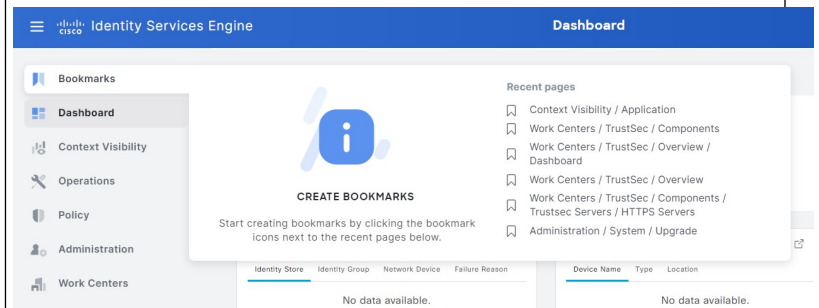 CISCO Identity Services Engine
Dashboard
Bookmarks
Dashboard
Context Visibility
Operations
Policy
Administration
Work Centers
CREATE BOOKMARKS
Start creating bookmarks by clicking the bookmark
icons next to the recent pages below.
Recent pages
Context Visibility / Application
Work Centers / TrustSec / Components
Work Centers / TrustSec / Overview /
Dashboard
Work Centers / TrustSec / Overview
Work Centers / TrustSec / Components /
Trustsec Servers / HTTPS Servers
Administration / System / Upgrade
Identity Store Identity Group Network Device Failure Reason
No data available.
Device Name Type Location
No data available.